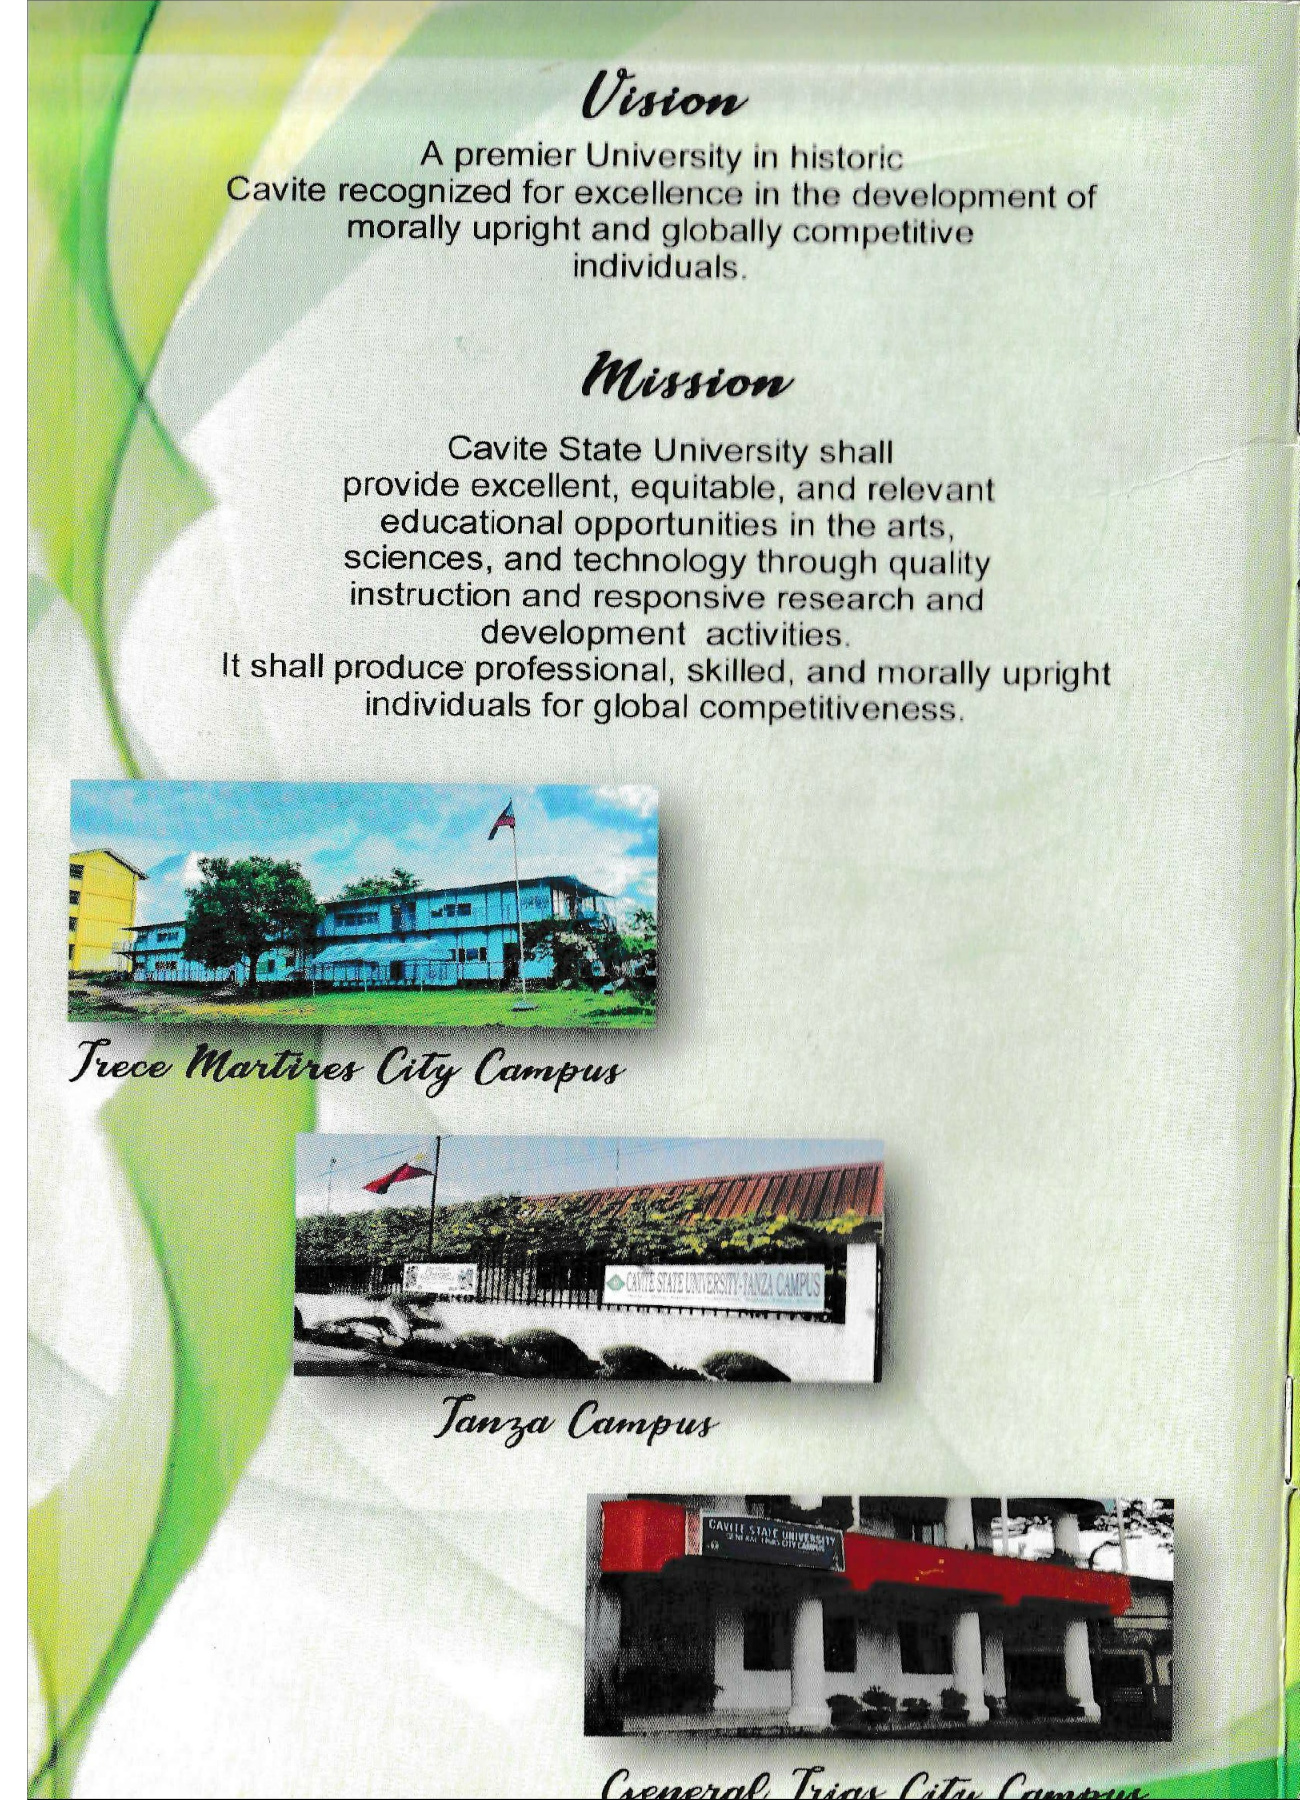 Vision
A premier University in historic
Cavite recognized for excellence in the development of
morally upright and globally competitive
individuals.
Mission
Cavite State University shall
provide excellent, equitable, and relevant
educational opportunities in the arts,
sciences, and technology through quality
instruction and responsive research and
development activities.
It shall produce professional, skilled, and morally upright
individuals for global competitiveness.
Trece Martires City Campus
CAVITE STATE UNIVERSITY-TANZA CAMPUS
Tanza Campus
CAVITE STATE UNIVERSITY
GENERAL TRIAS CITY CAMPUS
General Trias City Campus